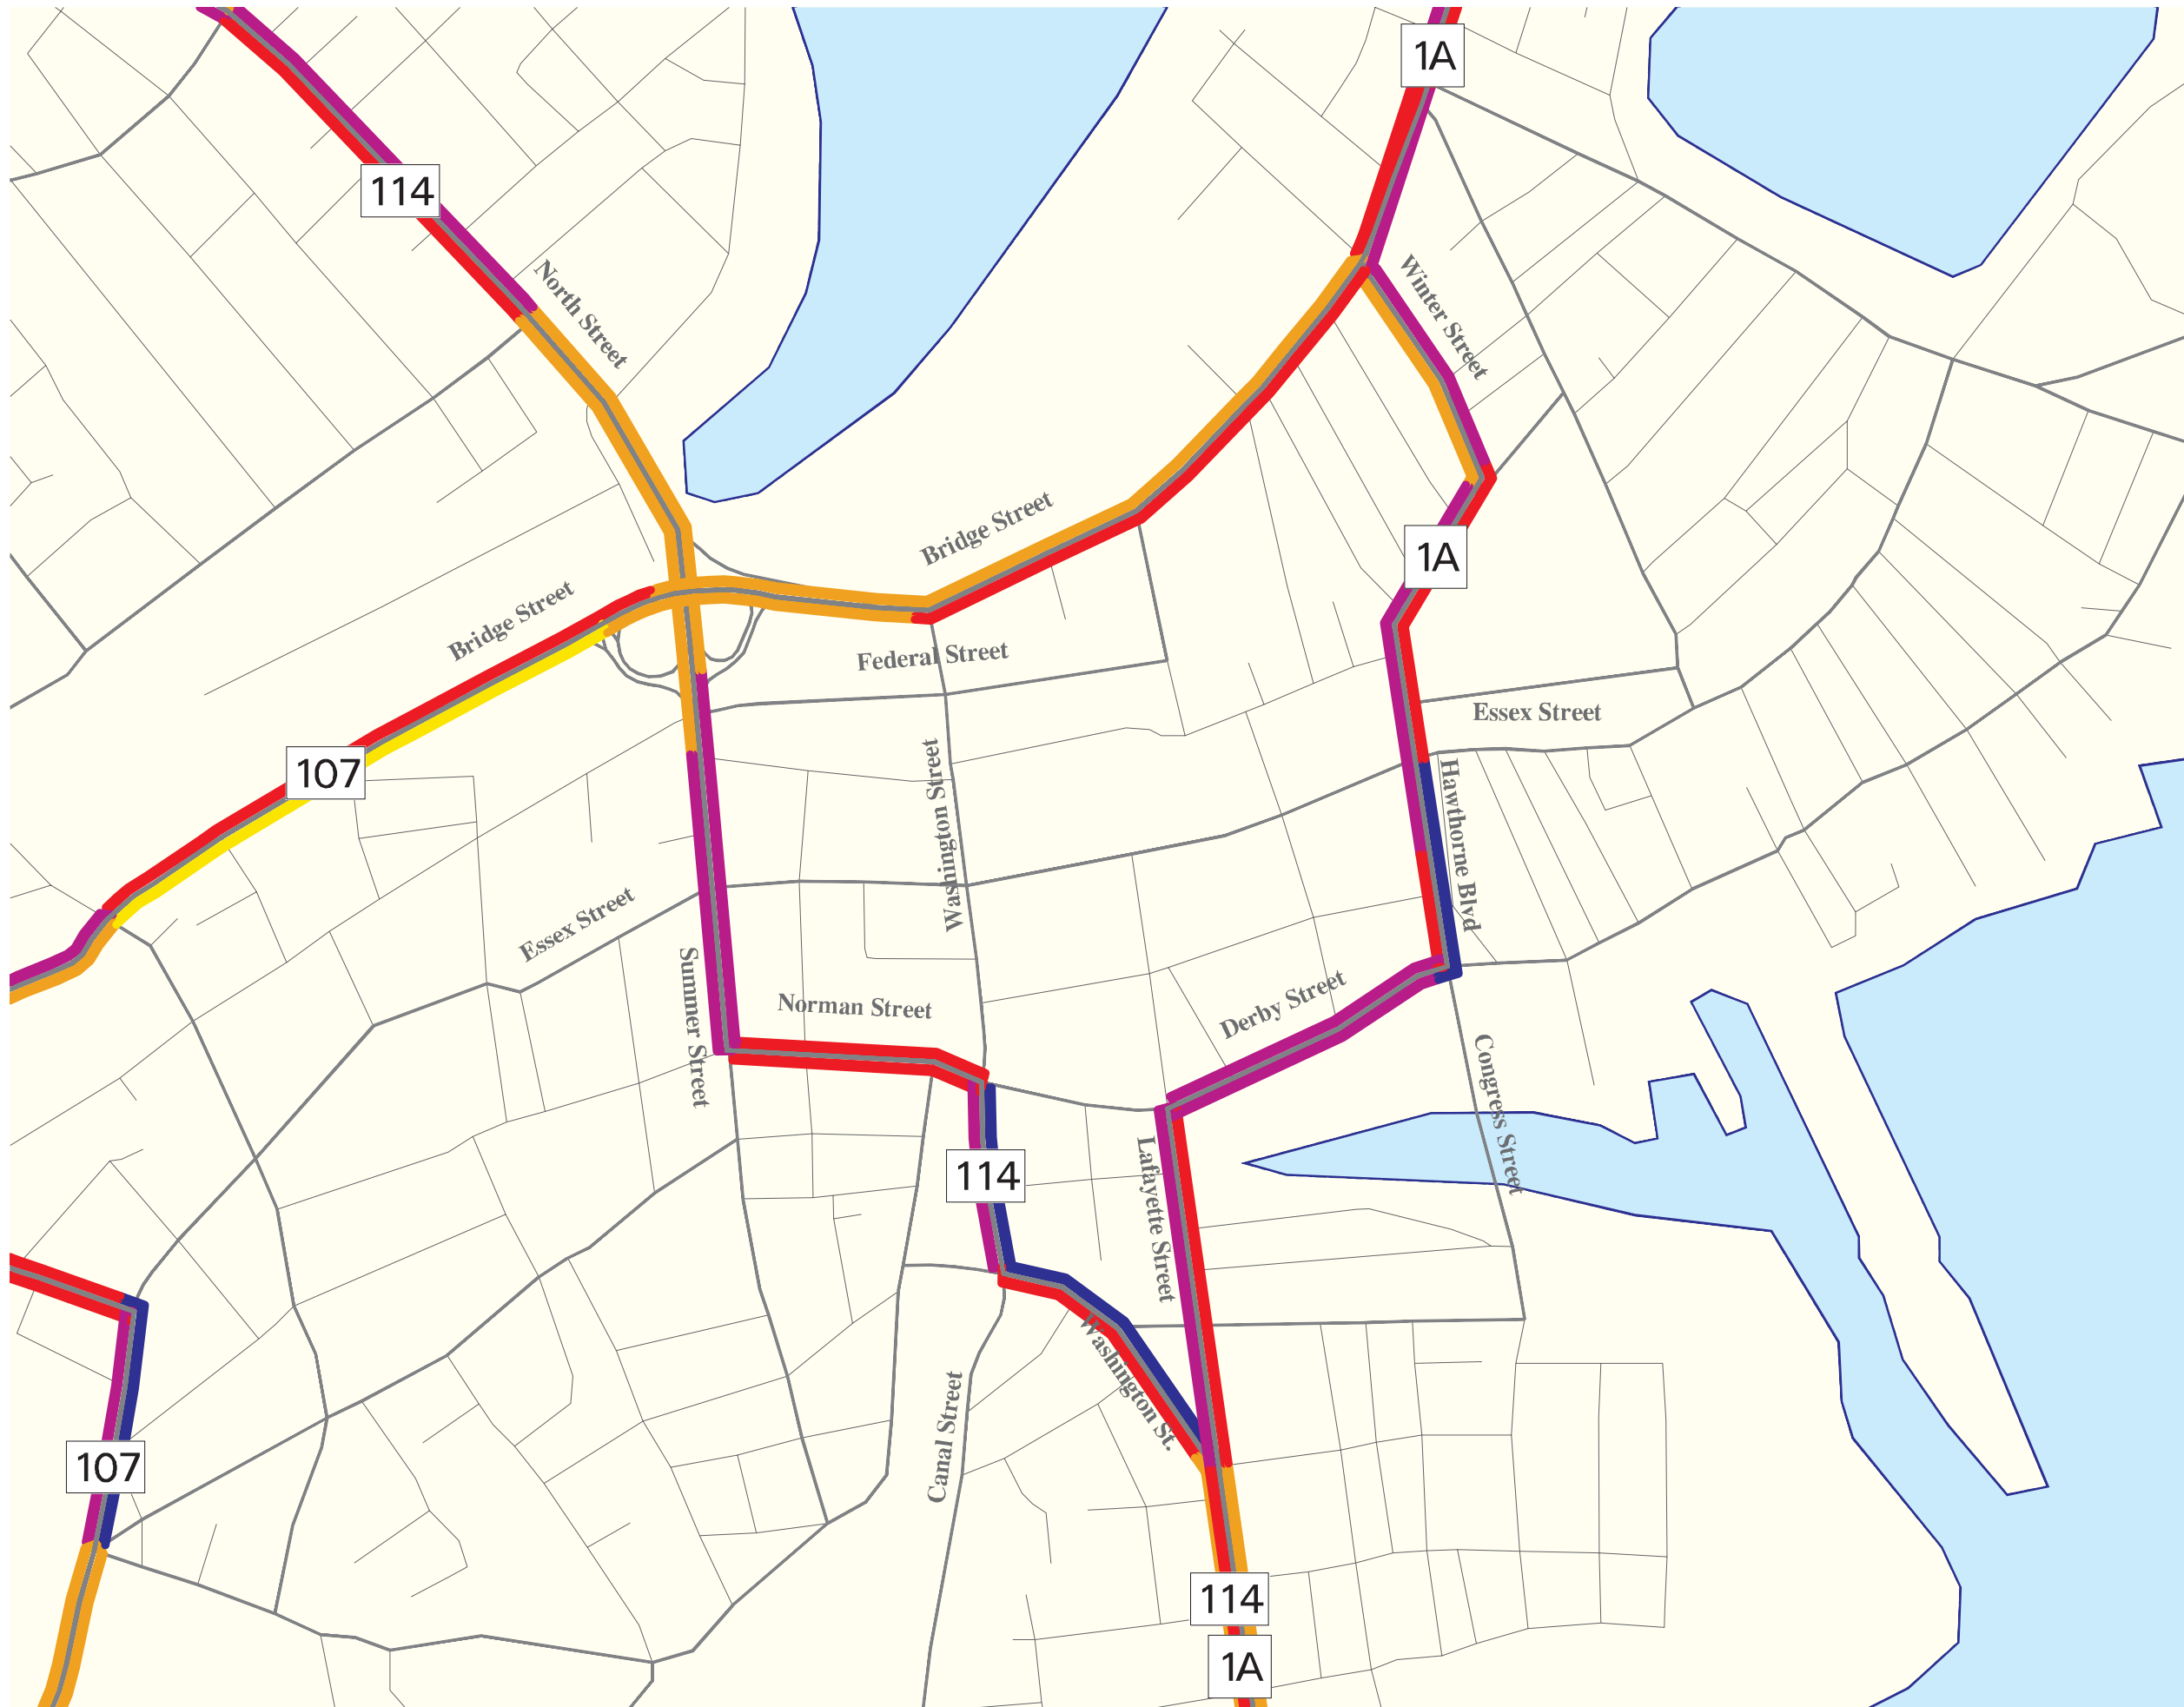 1A
114
North Street
Winter Street
Bridge Street
1A
Bridge Street
Federal Street
Essex Street
Washington Street
107
Hawthorne Blvd
Essex Street
Summer Street
Norman Street
Derby Street
Congress Street
114
Lafayette Street
Washington St.
Canal Street
107
114
1A